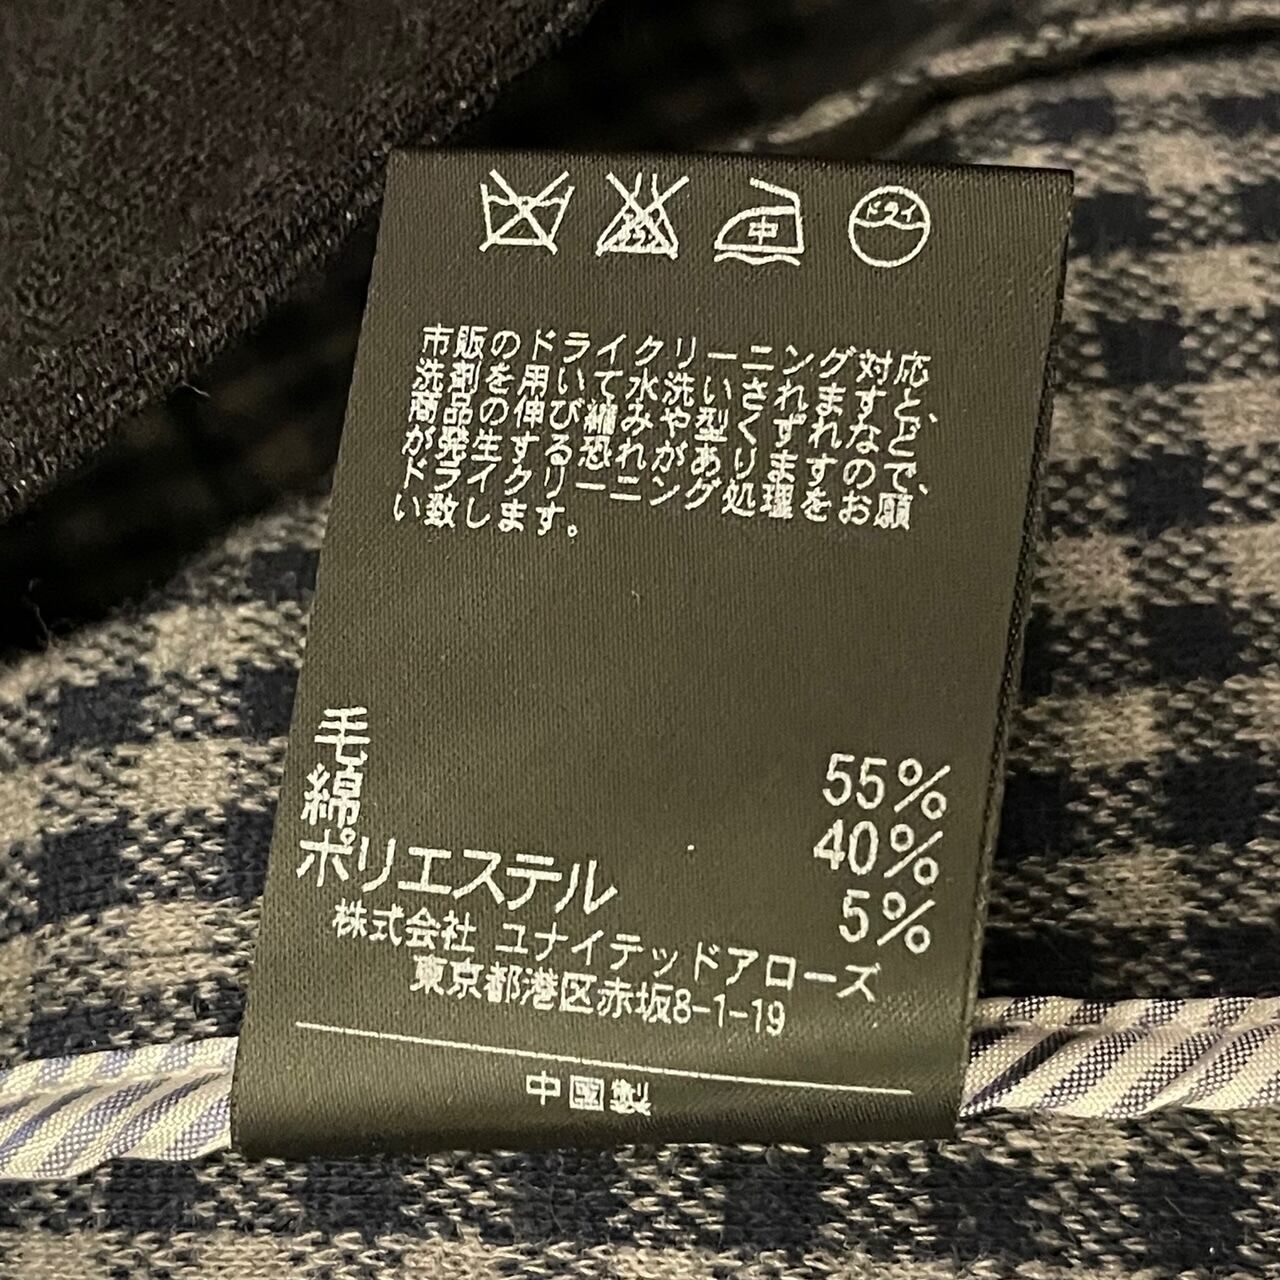 中
ドライ
市販のドライクリーニング対応
洗剤を用いて水洗いされますと、
商品の伸び縮みや型くずれなど
が発生する恐れがありますので、
ドライクリーニング処理をお願
い致します。
毛 55%
綿 40%
ポリエステル 5%
株式会社 ユナイテッドアローズ
東京都港区赤坂8-1-19
中国製